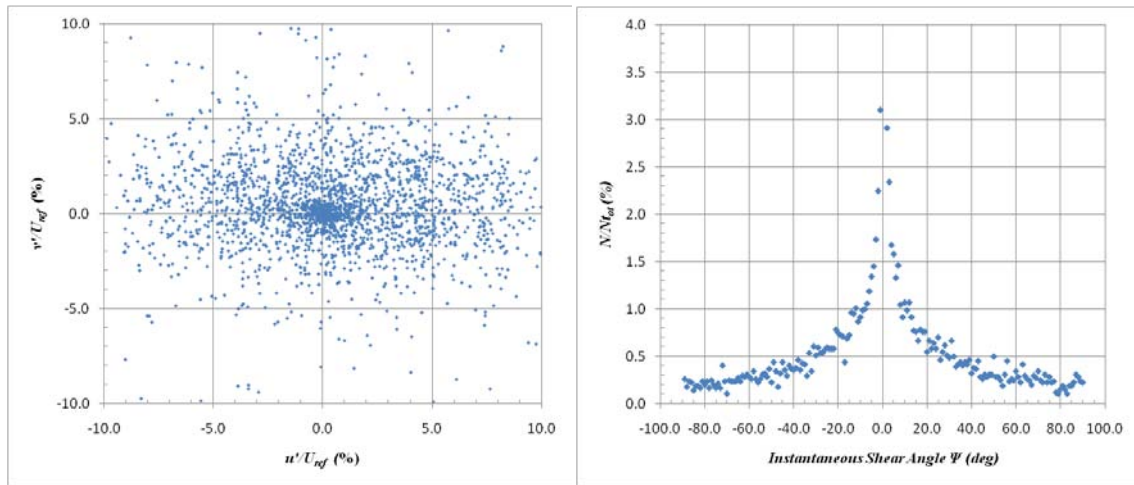 10.0
5.0
0.0
-5.0
-10.0
-10.0 -5.0 0.0 5.0 10.0
v'/U_ref (%)
u'/U_ref (%)
4.0
3.5
3.0
2.5
2.0
1.5
1.0
0.5
0.0
-100.0 -80.0 -60.0 -40.0 -20.0 0.0 20.0 40.0 60.0 80.0 100.0
N/Nt_ot (%)
Instantaneous Shear Angle Ψ (deg)